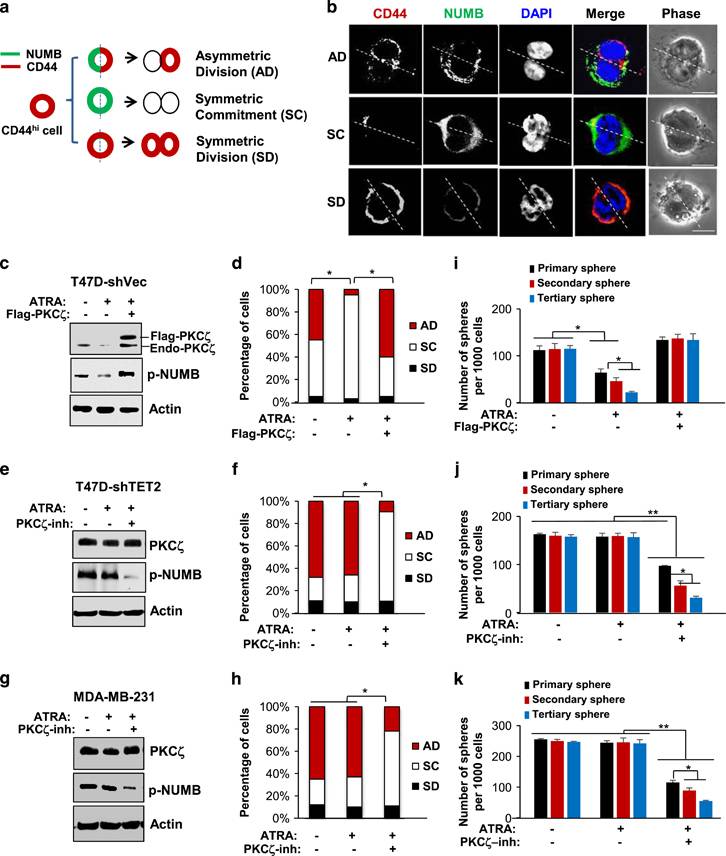 a
NUMB
CD44
CD44hi cell
Asymmetric
Division (AD)
Symmetric
Commitment (SC)
Symmetric
Division (SD)
b
CD44 NUMB DAPI Merge Phase
AD
SC
SD
c
T47D-shVec
ATRA: - + +
Flag-PKCζ: - - +
Flag-PKCζ
Endo-PKCζ
p-NUMB
Actin
d
Percentage of cells
100%
80%
60%
40%
20%
0%
* *
AD
SC
SD
ATRA: - + +
Flag-PKCζ: - - +
i
Primary sphere
Secondary sphere
Tertiary sphere
Number of spheres
per 1000 cells
200
100
0
*
*
ATRA: - + +
Flag-PKCζ: - - +
e
T47D-shTET2
ATRA: - + +
PKCζ-inh: - - +
PKCζ
p-NUMB
Actin
f
Percentage of cells
100%
80%
60%
40%
20%
0%
*
AD
SC
SD
ATRA: - + +
PKCζ-inh: - - +
j
Primary sphere
Secondary sphere
Tertiary sphere
Number of spheres
per 1000 cells
200
100
0
**
*
ATRA: - + +
PKCζ-inh: - - +
g
MDA-MB-231
ATRA: - + +
PKCζ-inh: - - +
PKCζ
p-NUMB
Actin
h
Percentage of cells
100%
80%
60%
40%
20%
0%
*
AD
SC
SD
ATRA: - + +
PKCζ-inh: - - +
k
Primary sphere
Secondary sphere
Tertiary sphere
Number of spheres
per 1000 cells
300
200
100
0
**
*
ATRA: - + +
PKCζ–inh: - - +